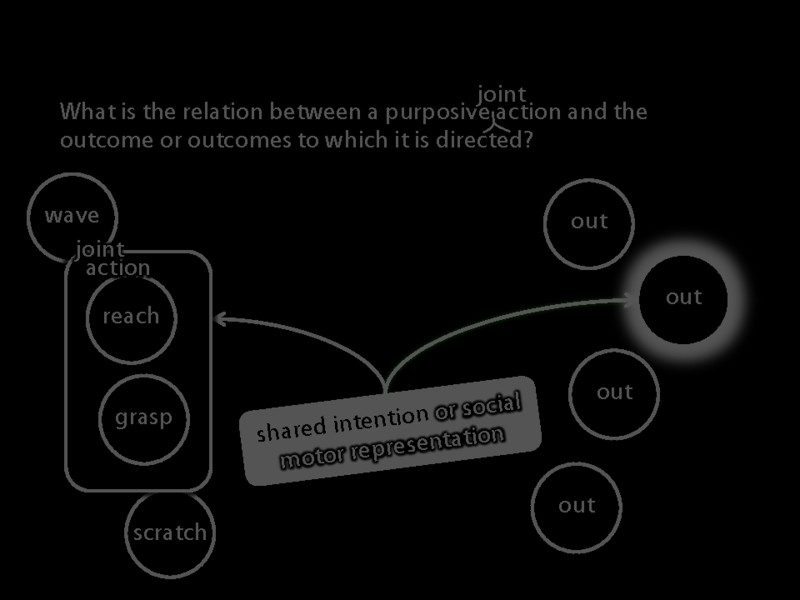 joint
What is the relation between a purposive action and the
outcome or outcomes to which it is directed?
wave
out
joint
action
out
reach
out
grasp
shared intention or social
motor representation
out
scratch